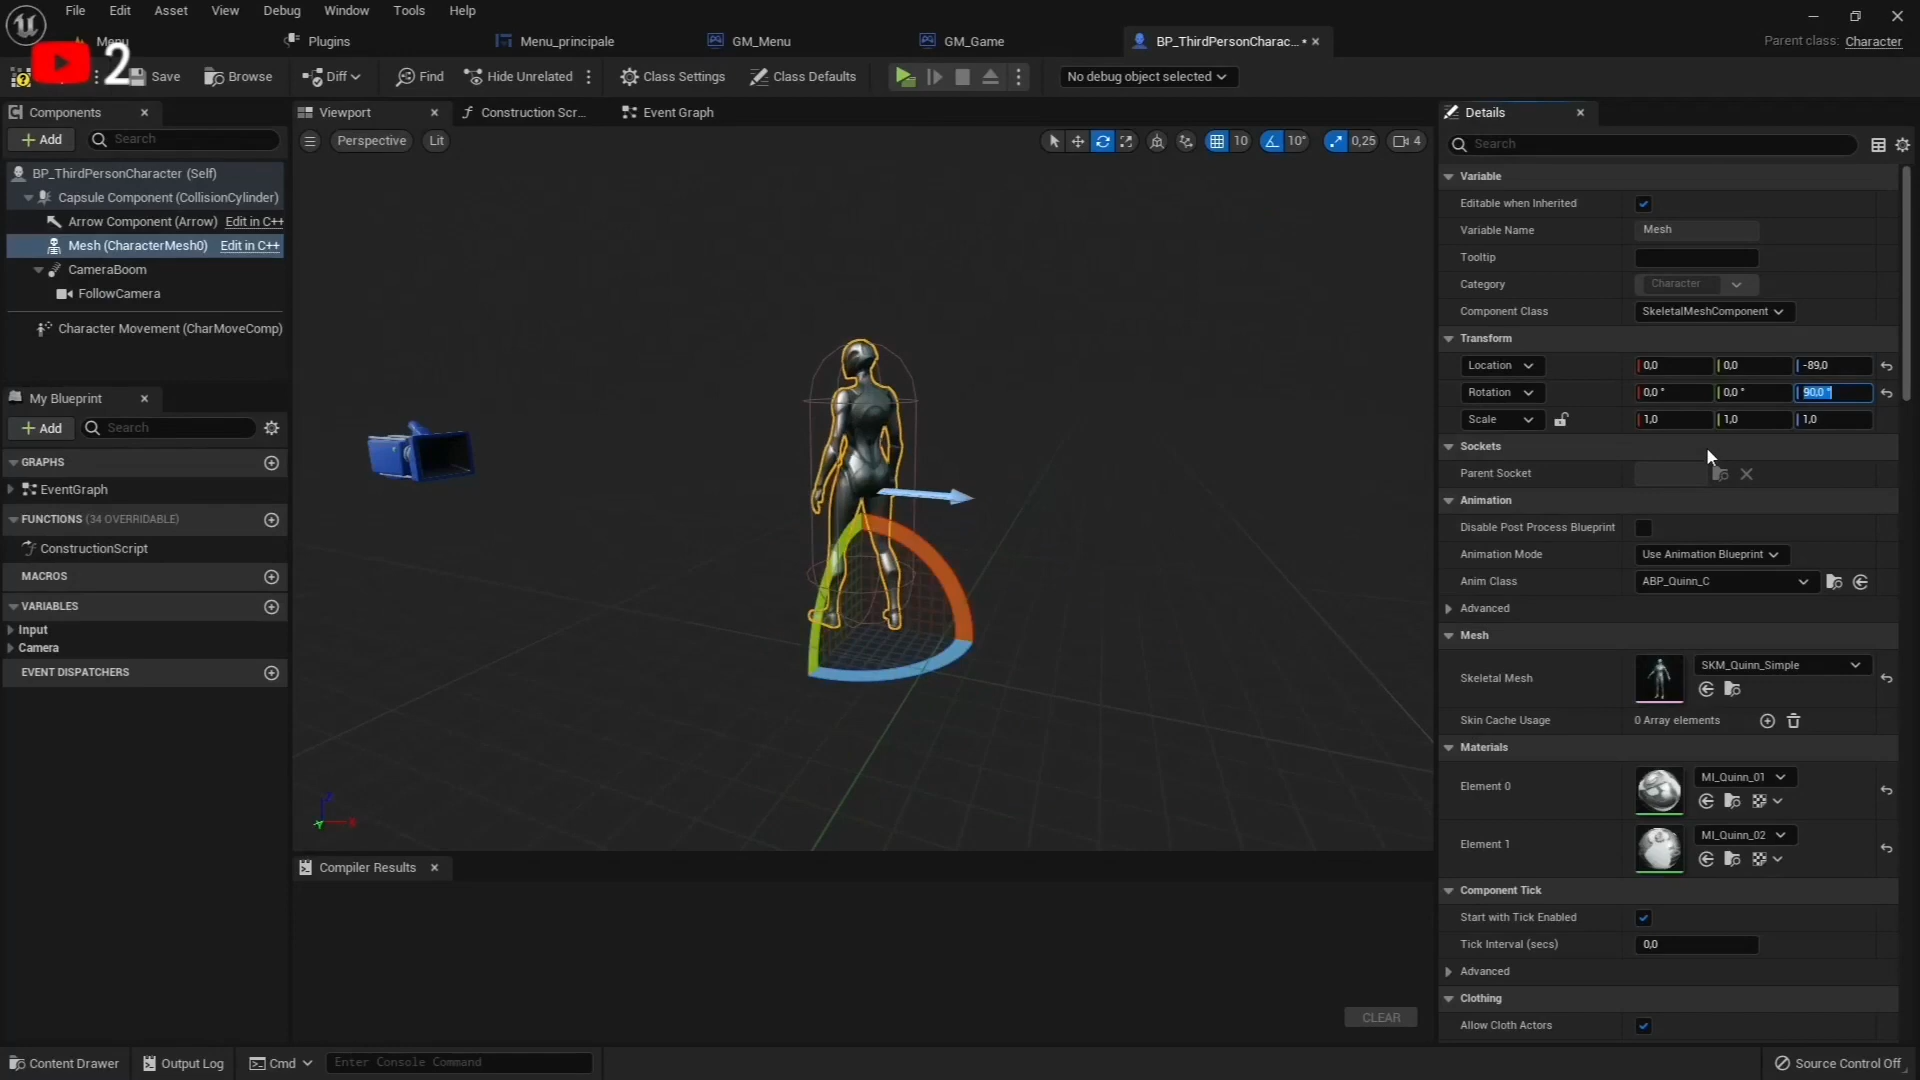 File Edit Asset View Debug Window Tools Help
Menu Plugins Menu_principale GM_Menu GM_Game BP_ThirdPersonCharac... • Parent class: Character
2 Save Browse Diff Find Hide Unrelated Class Settings Class Defaults No debug object selected
Components
Add Search
BP_ThirdPersonCharacter (Self)
Capsule Component (CollisionCylinder)
Arrow Component (Arrow) Edit in C++
Mesh (CharacterMesh0) Edit in C++
CameraBoom
FollowCamera
Character Movement (CharMoveComp)
My Blueprint
Add Search
GRAPHS
EventGraph
FUNCTIONS (34 OVERRIDABLE)
ConstructionScript
MACROS
VARIABLES
Input
Camera
EVENT DISPATCHERS
Viewport Construction Scr... Event Graph
Perspective Lit 10 10° 0,25 4
Compiler Results
CLEAR
Details
Search
Variable
Editable when Inherited
Variable Name Mesh
Tooltip
Category Character
Component Class SkeletalMeshComponent
Transform
Location 0,0 0,0 -89,0
Rotation 0,0 ° 0,0 ° 90,0 °
Scale 1,0 1,0 1,0
Sockets
Parent Socket
Animation
Disable Post Process Blueprint
Animation Mode Use Animation Blueprint
Anim Class ABP_Quinn_C
Advanced
Mesh
Skeletal Mesh SKM_Quinn_Simple
Skin Cache Usage 0 Array elements
Materials
Element 0 MI_Quinn_01
Element 1 MI_Quinn_02
Component Tick
Start with Tick Enabled
Tick Interval (secs) 0,0
Advanced
Clothing
Allow Cloth Actors
Content Drawer Output Log Cmd Enter Console Command Source Control Off